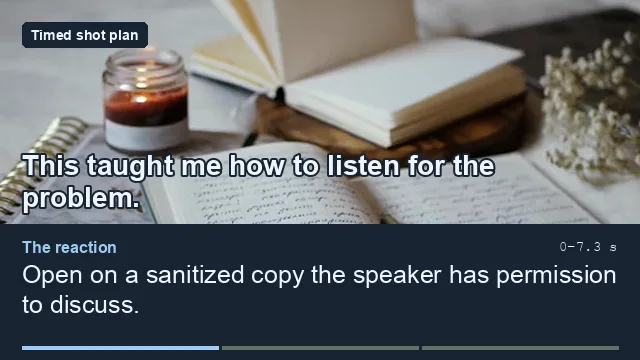 Timed shot plan
This taught me how to listen for the
problem.
The reaction
0–7.3 s
Open on a sanitized copy the speaker has permission
to discuss.